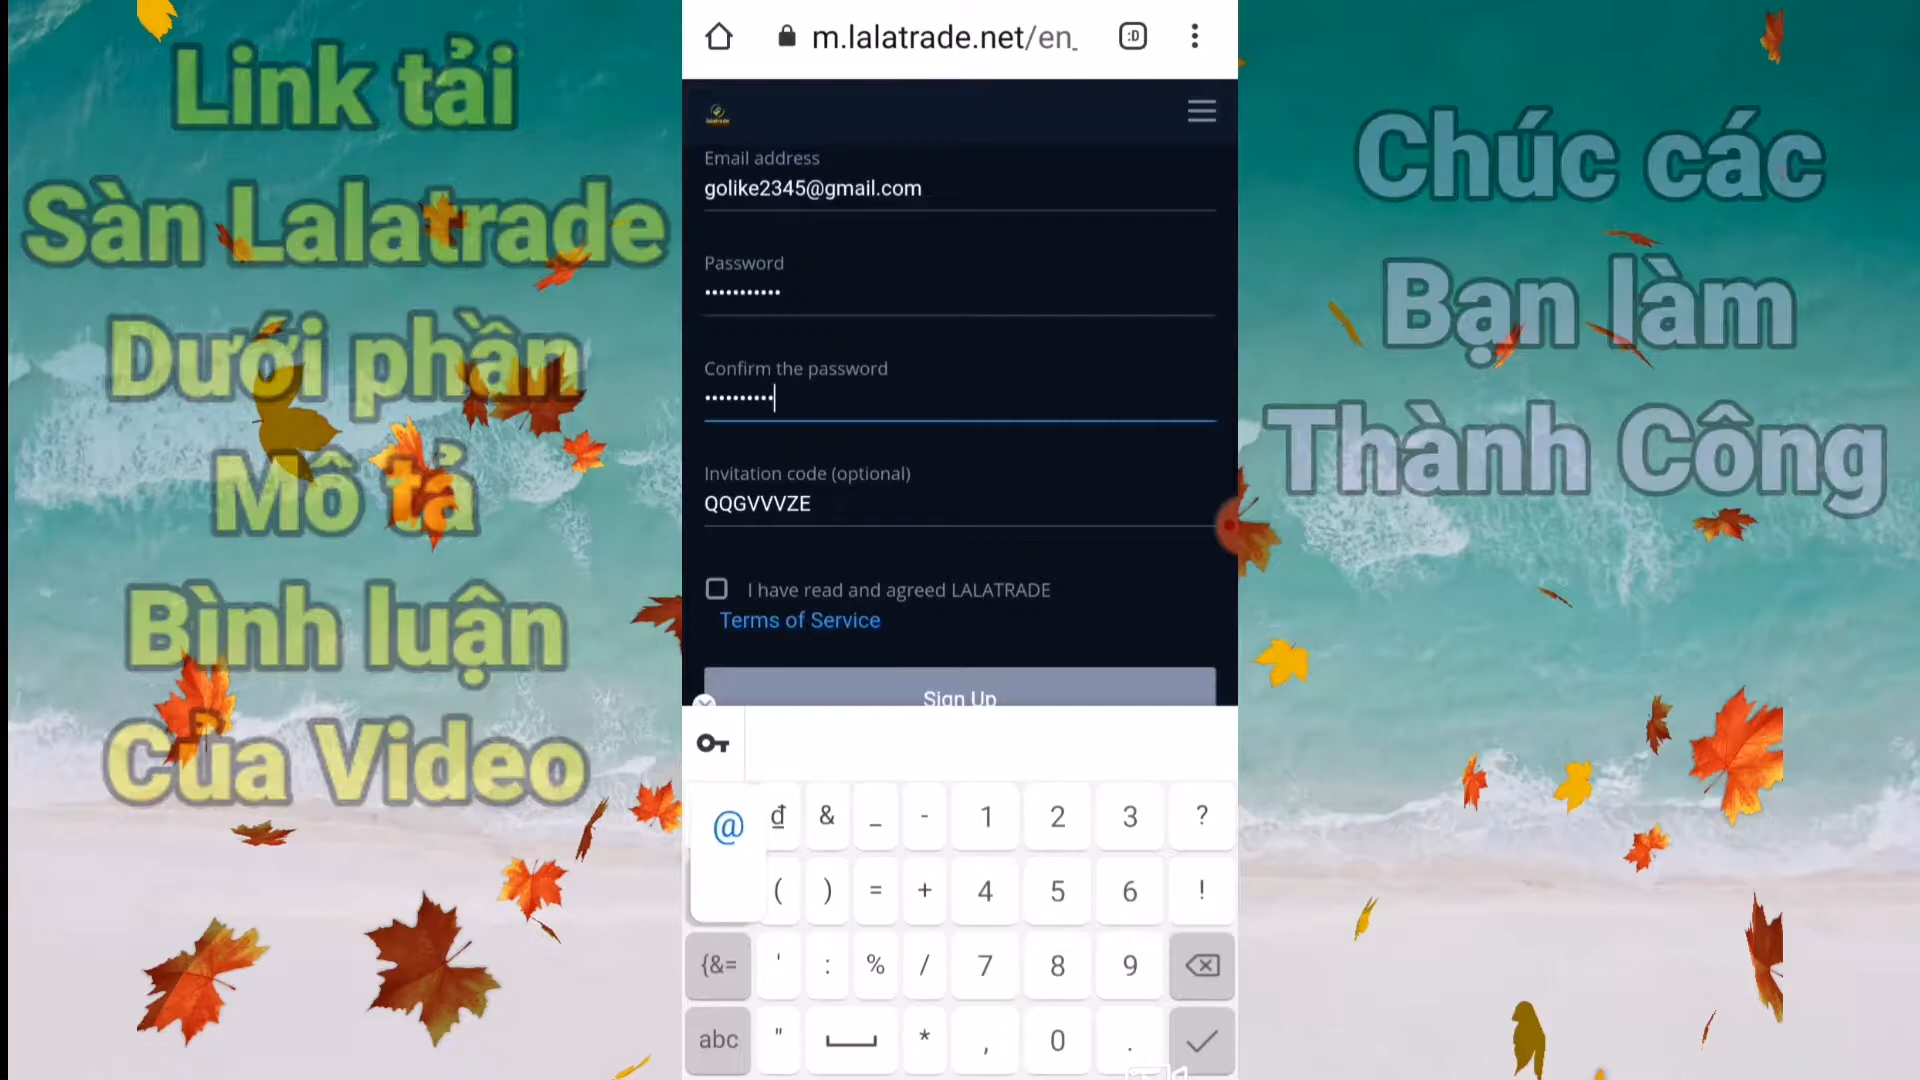 Link tải
Sàn Lalatrade
Dưới phần
Mô tả
Bình luận
Của Video
m.lalatrade.net/en_
:D
lalatrade
Email address
golike2345@gmail.com
Password
•••••••••••
Confirm the password
••••••••••
Invitation code (optional)
QQGVVVZE
I have read and agreed LALATRADE
Terms of Service
Sign Up
@ ₫ & _ - 1 2 3 ?
( ) = + 4 5 6 !
{&= ' : % / 7 8 9
abc " * , 0 .
Chúc các
Bạn làm
Thành Công